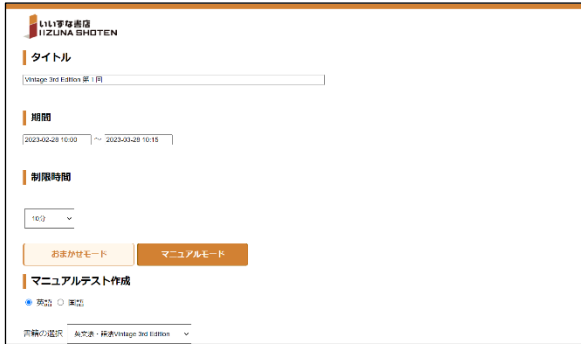 いいずな書店
IIZUNA SHOTEN
タイトル
Vintage 3rd Edition 第1回
期間
2023-02-28 10:00 ～ 2023-03-28 10:15
制限時間
10分
おまかせモード マニュアルモード
マニュアルテスト作成
英語 国語
書籍の選択 英文法・語法Vintage 3rd Edition